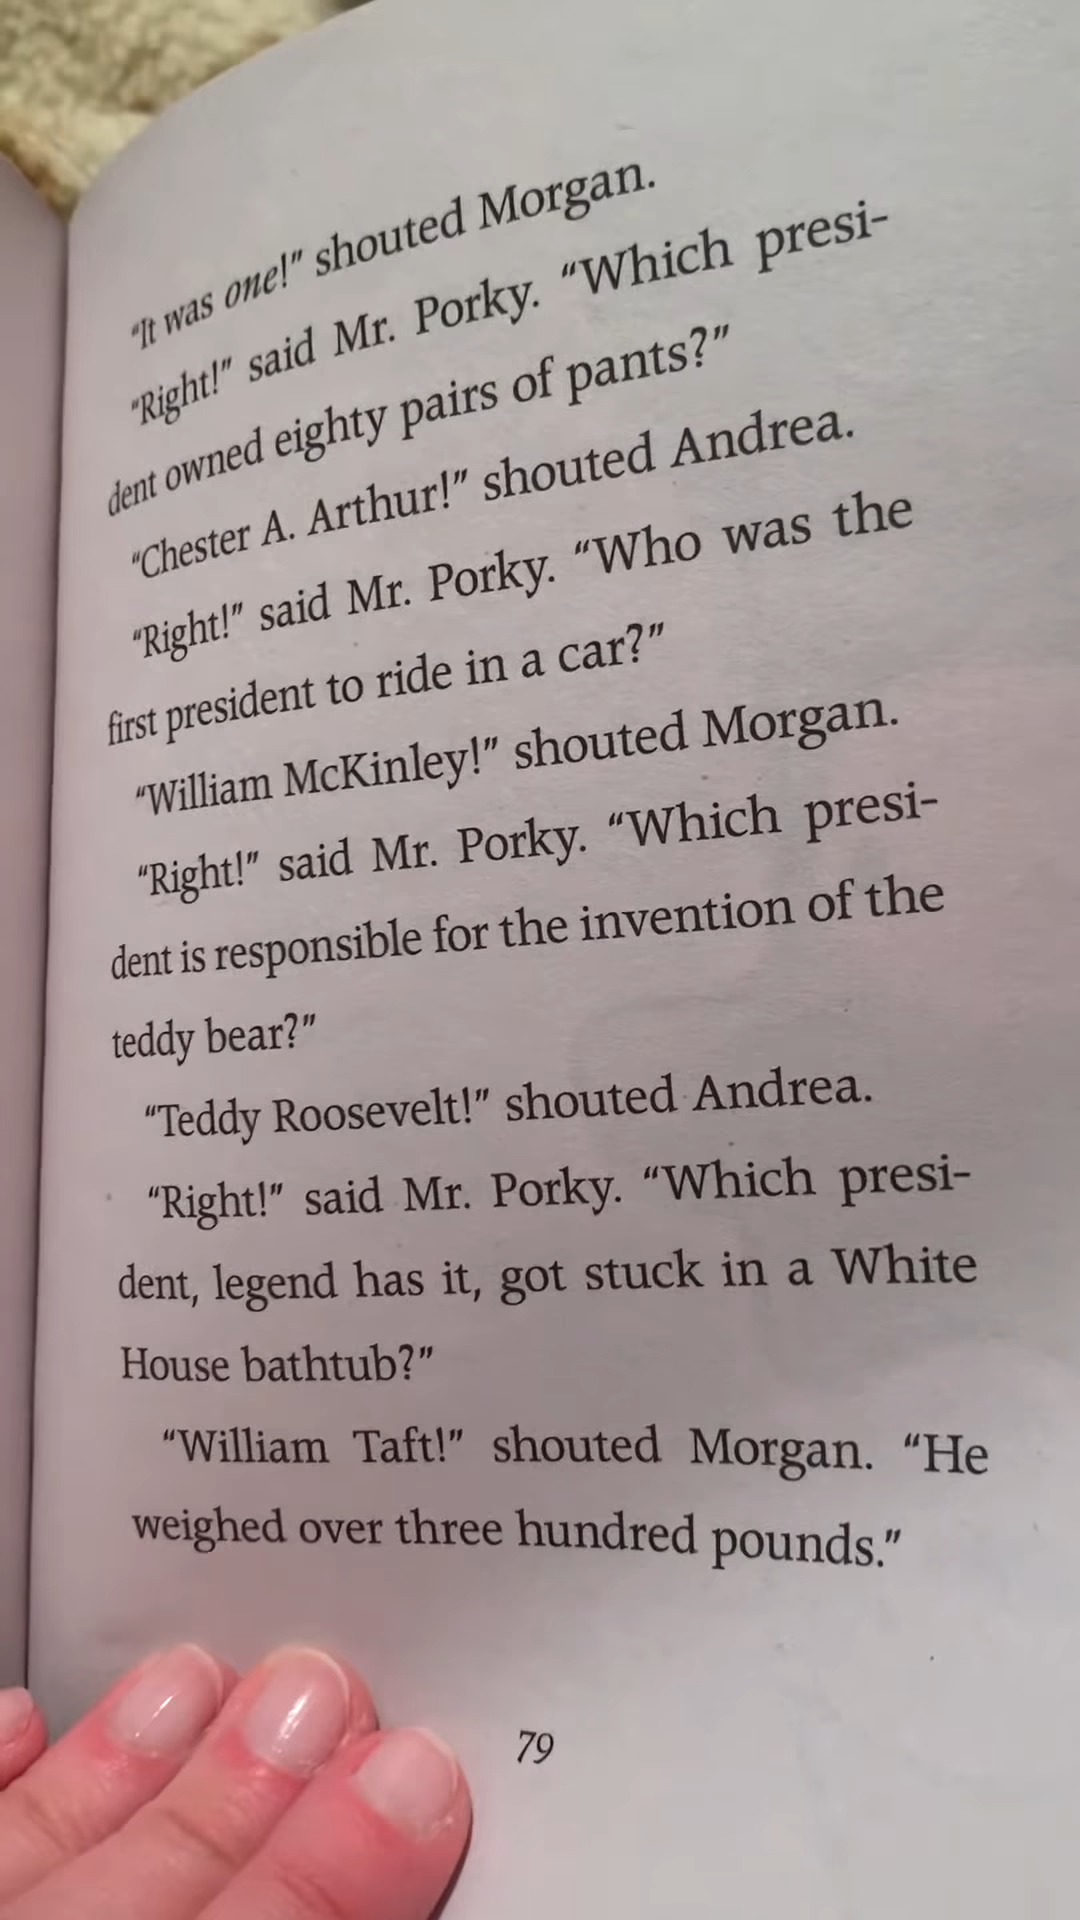 “It was one!” shouted Morgan.
“Right!” said Mr. Porky. “Which presi-
dent owned eighty pairs of pants?”
“Chester A. Arthur!” shouted Andrea.
“Right!” said Mr. Porky. “Who was the
first president to ride in a car?”
“William McKinley!” shouted Morgan.
“Right!” said Mr. Porky. “Which presi-
dent is responsible for the invention of the
teddy bear?”
“Teddy Roosevelt!” shouted Andrea.
“Right!” said Mr. Porky. “Which presi-
dent, legend has it, got stuck in a White
House bathtub?”
“William Taft!” shouted Morgan. “He
weighed over three hundred pounds.”
79